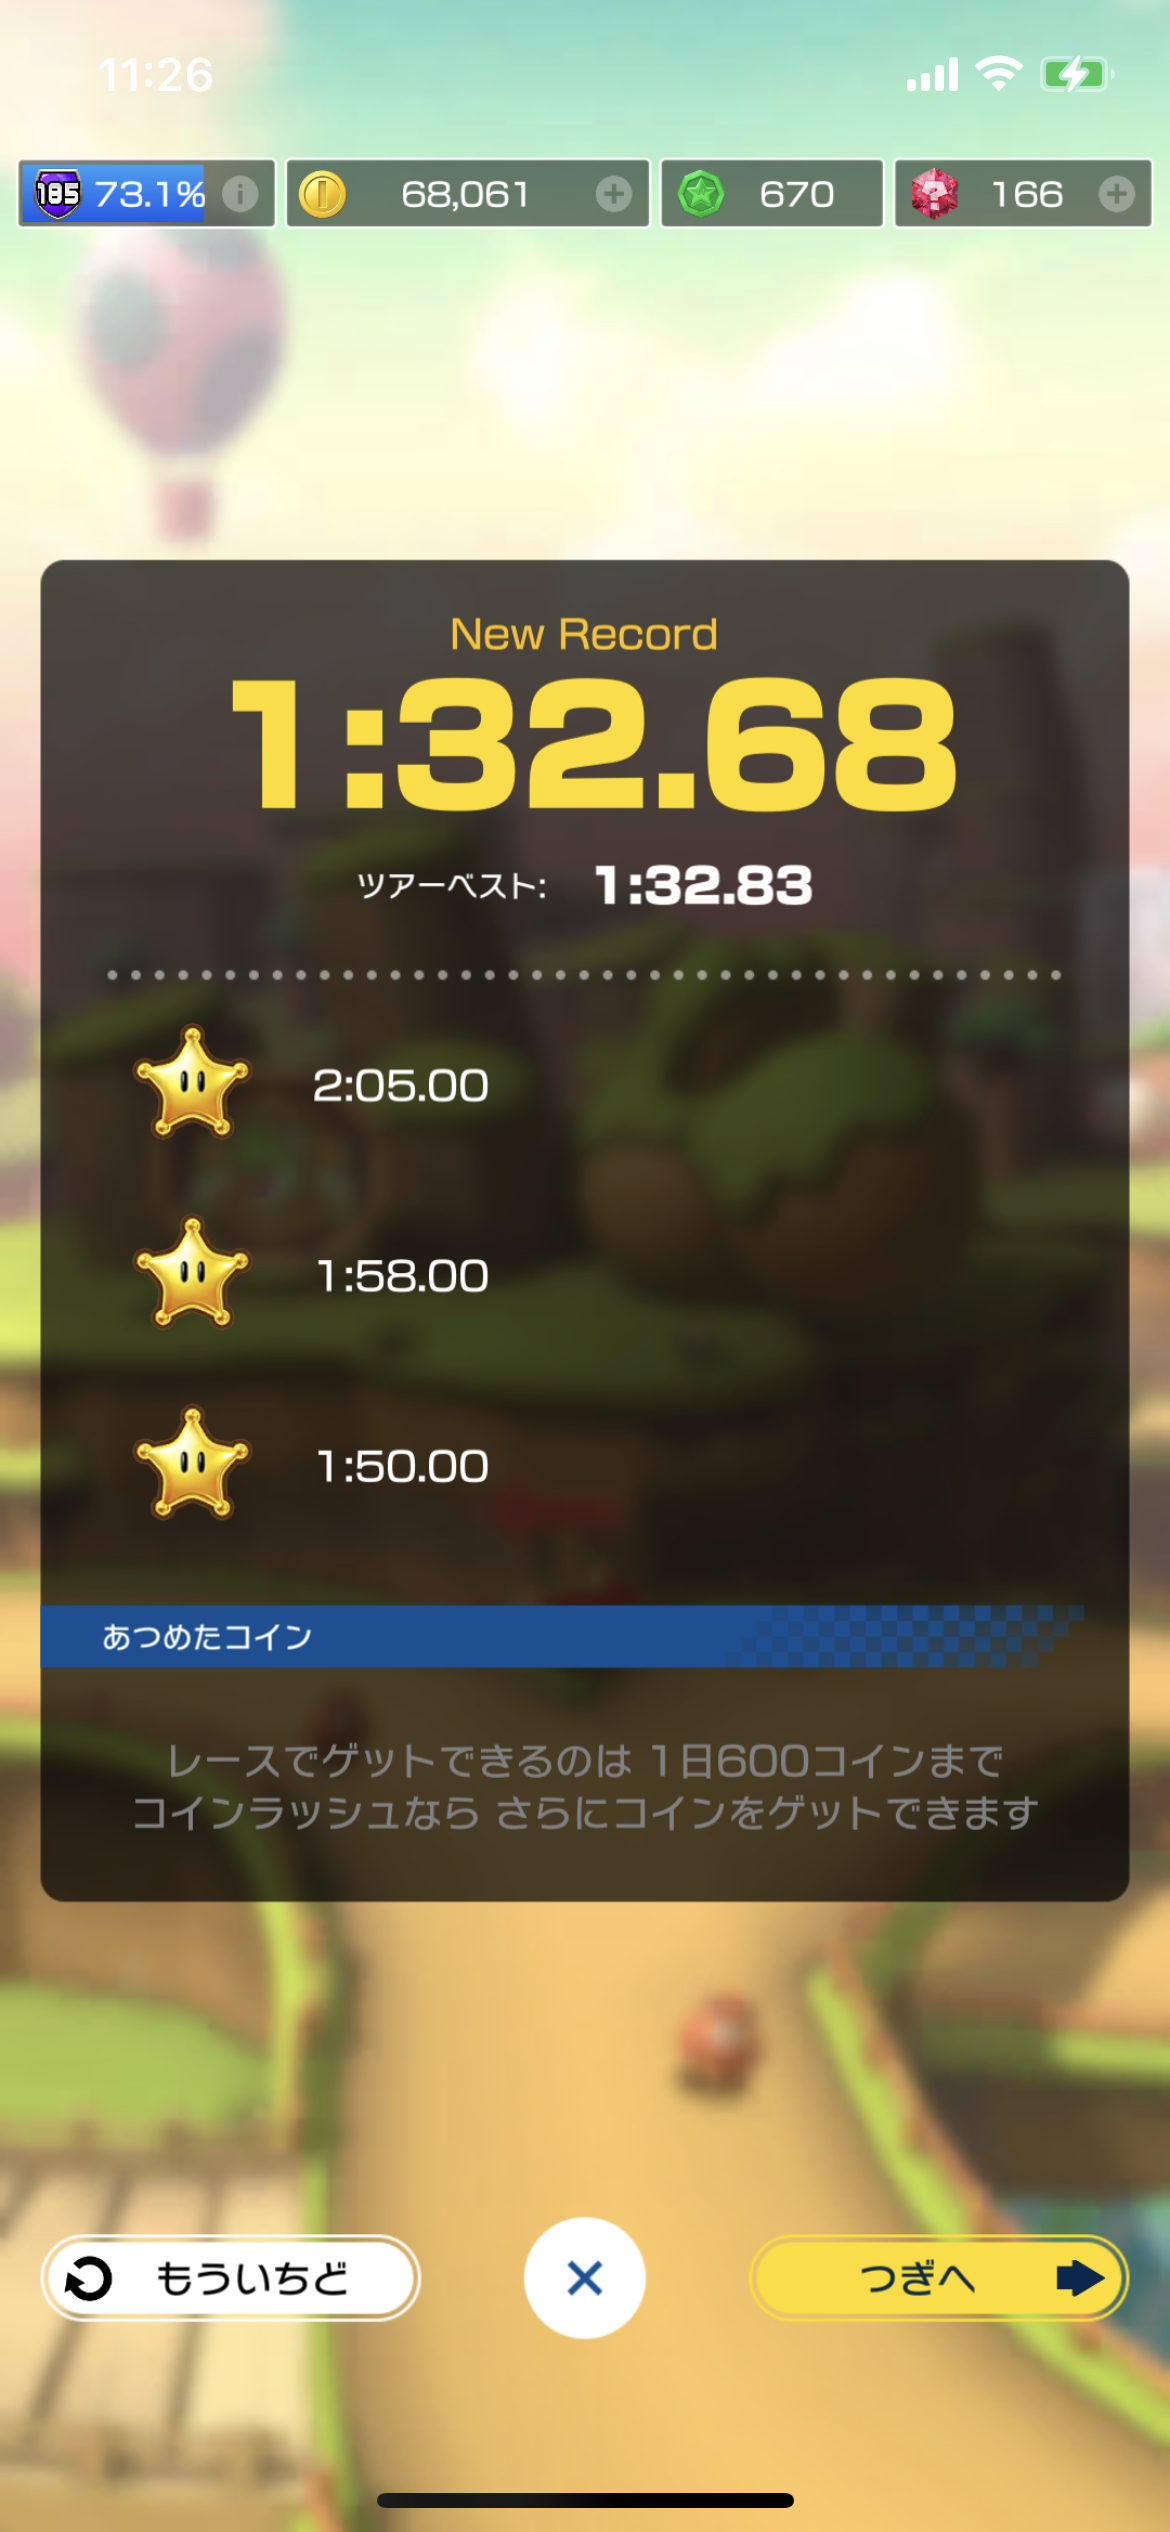 11:26
185 73.1% i 68,061 + 670 ? 166 +
New Record
1:32.68
ツアーベスト: 1:32.83
2:05.00
1:58.00
1:50.00
あつめたコイン
レースでゲットできるのは 1日600コインまで
コインラッシュなら さらにコインをゲットできます
もういちど × つぎへ